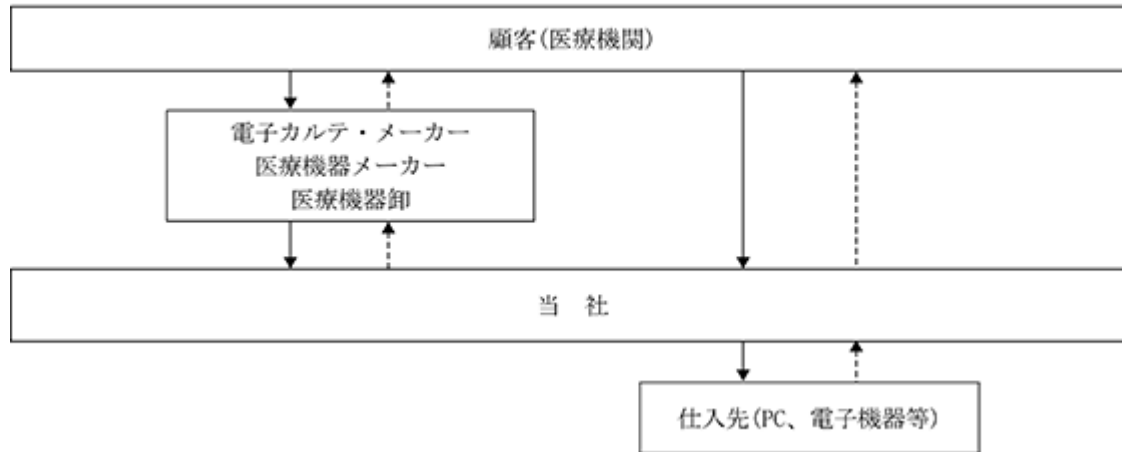 顧客(医療機関)
電子カルテ・メーカー
医療機器メーカー
医療機器卸
当　社
仕入先(PC、電子機器等)